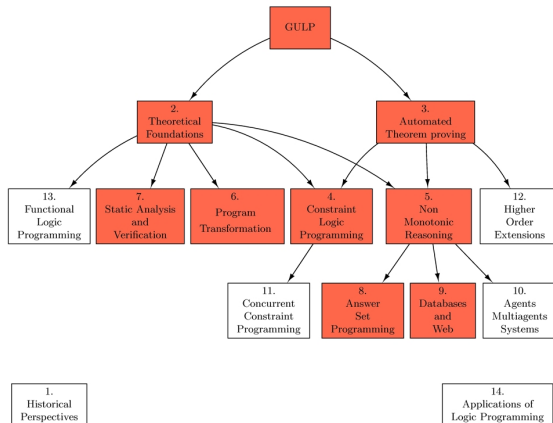 GULP
2.
Theoretical
Foundations
3.
Automated
Theorem proving
13.
Functional
Logic
Programming
7.
Static Analysis
and
Verification
6.
Program
Transformation
4.
Constraint
Logic
Programming
5.
Non
Monotonic
Reasoning
12.
Higher
Order
Extensions
11.
Concurrent
Constraint
Programming
8.
Answer
Set
Programming
9.
Databases
and
Web
10.
Agents
Multiagents
Systems
1.
Historical
Perspectives
14.
Applications of
Logic Programming